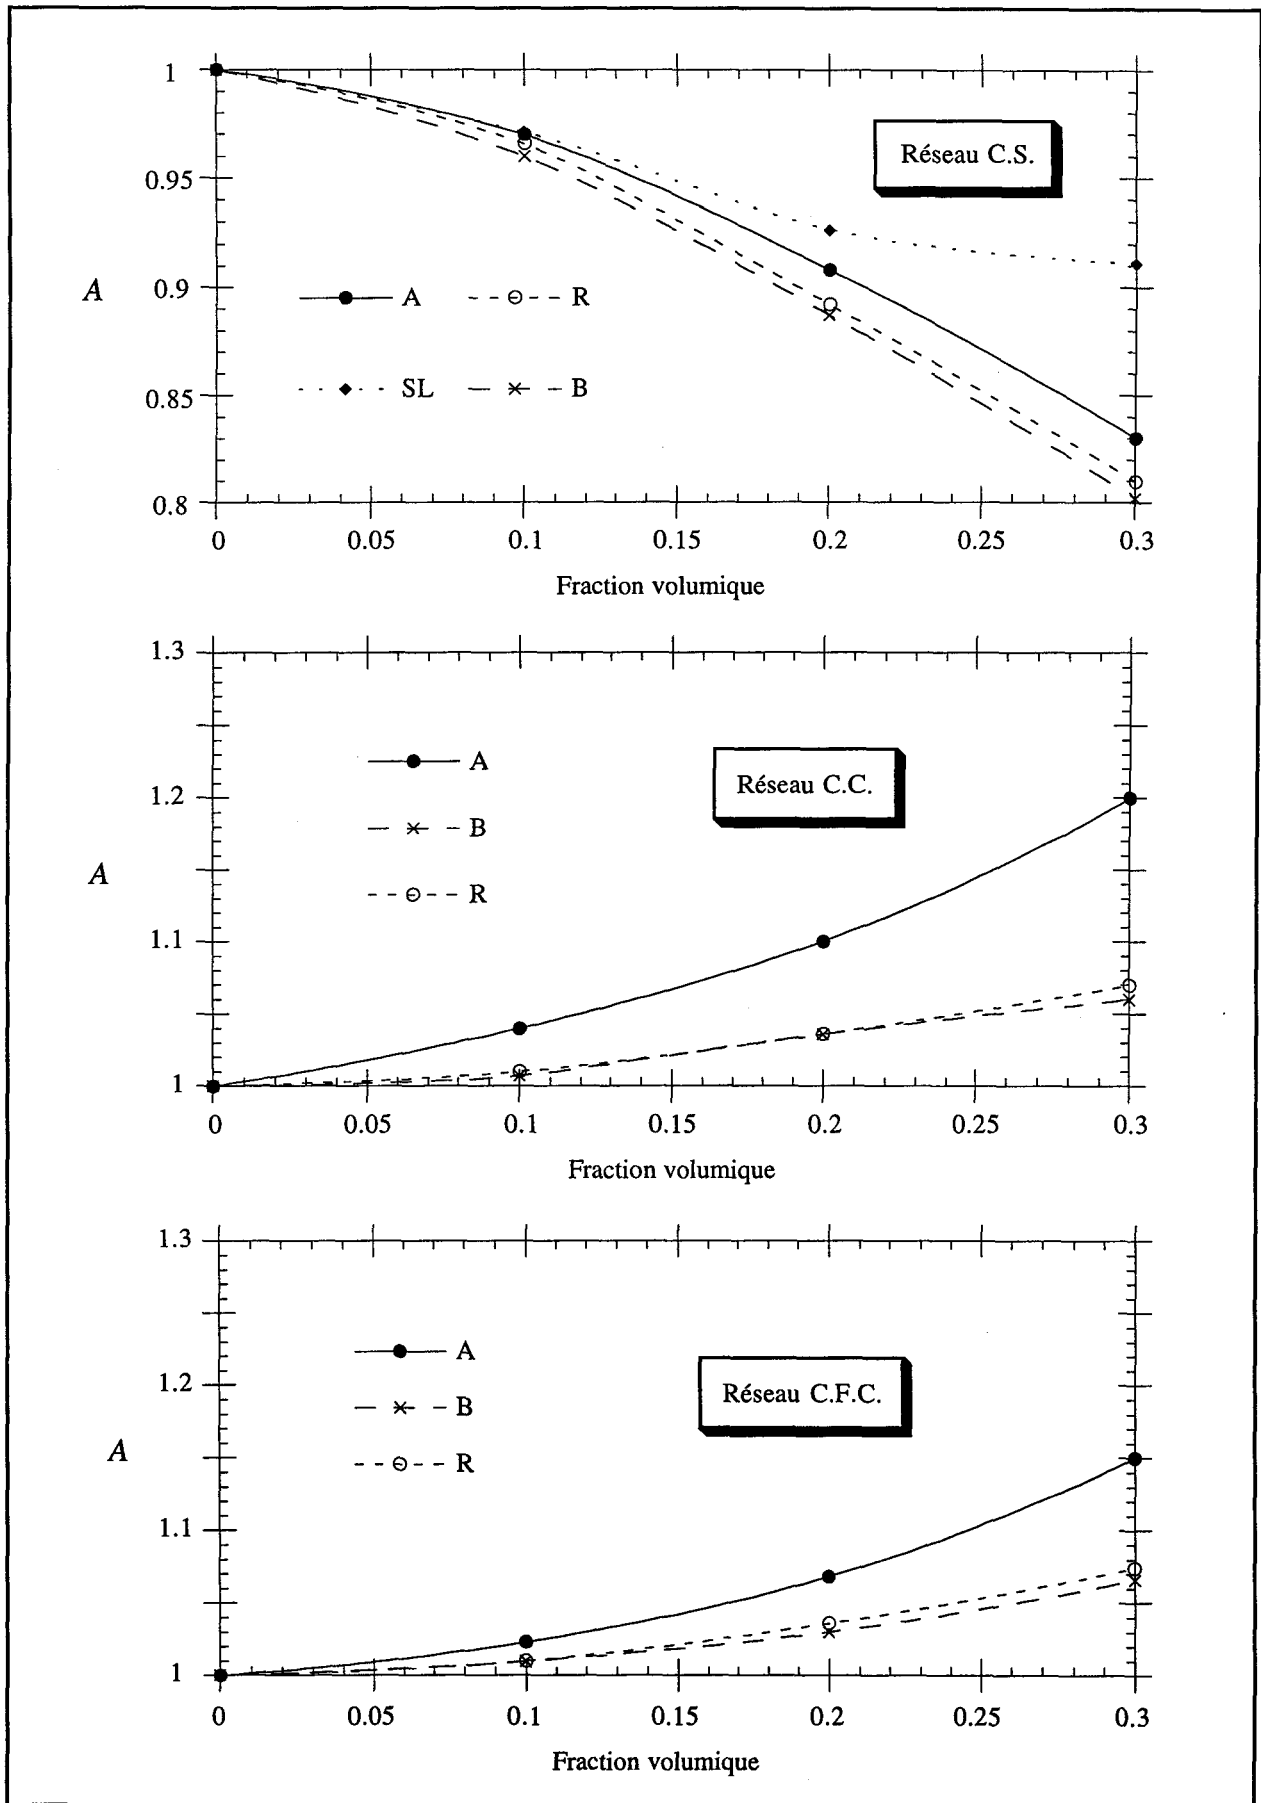 1
Réseau C.S.
0.95
A
0.9
A
R
0.85
SL
B
0.8
0 0.05 0.1 0.15 0.2 0.25 0.3
Fraction volumique
1.3
A
Réseau C.C.
1.2
B
A
R
1.1
1
0 0.05 0.1 0.15 0.2 0.25 0.3
Fraction volumique
1.3
A
1.2
Réseau C.F.C.
B
A
R
1.1
1
0 0.05 0.1 0.15 0.2 0.25 0.3
Fraction volumique